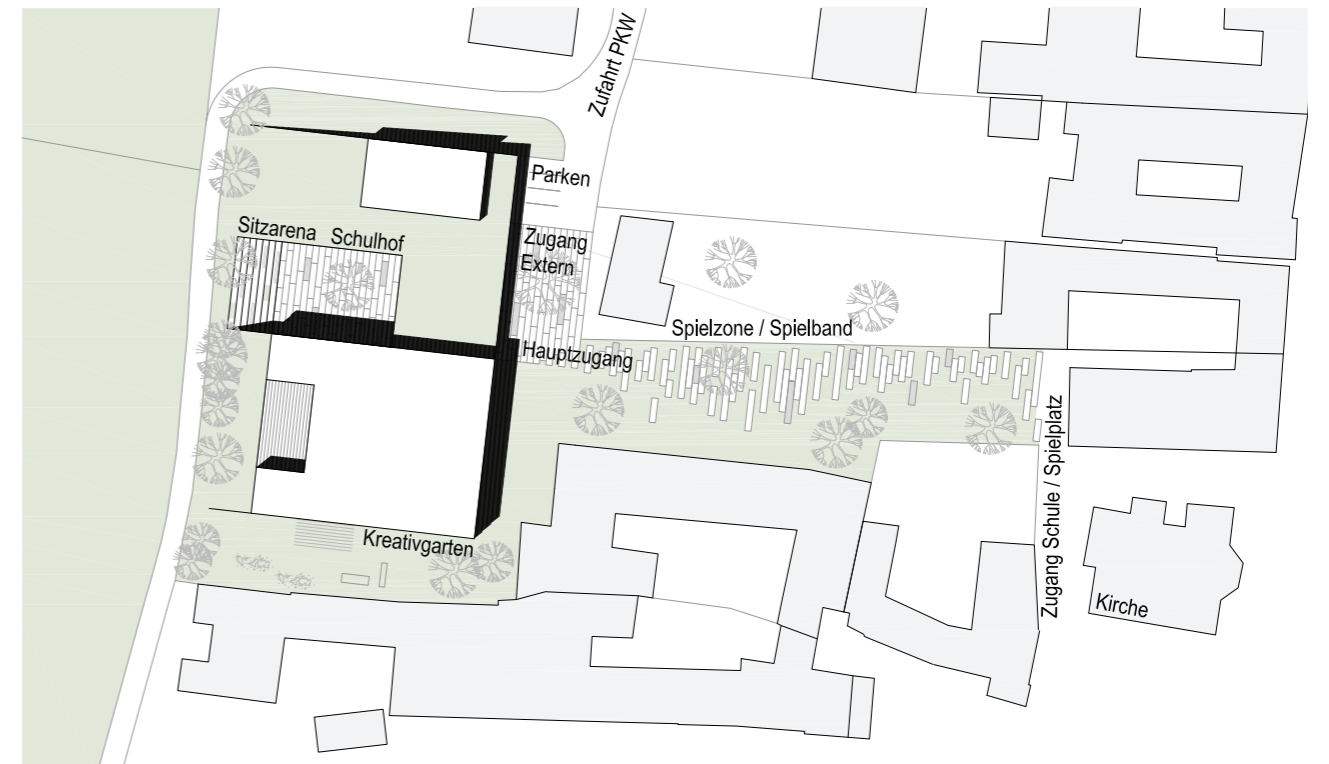 Zufahrt PKW
Parken
Sitzarena
Schulhof
Zugang
Extern
Spielzone / Spielband
Hauptzugang
Zugang Schule / Spielplatz
Kreativgarten
Kirche